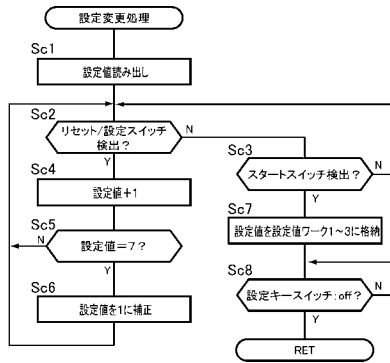 設定変更処理
Sc1
設定値読み出し
Sc2
リセット/設定スイッチ
検出？
N
Y
Sc4
設定値+1
Sc5
設定値=7？
N
Y
Sc6
設定値を1に補正
Sc3
スタートスイッチ検出？
N
Y
Sc7
設定値を設定値ワーク1～3に格納
Sc8
設定キースイッチ:off？
N
Y
RET